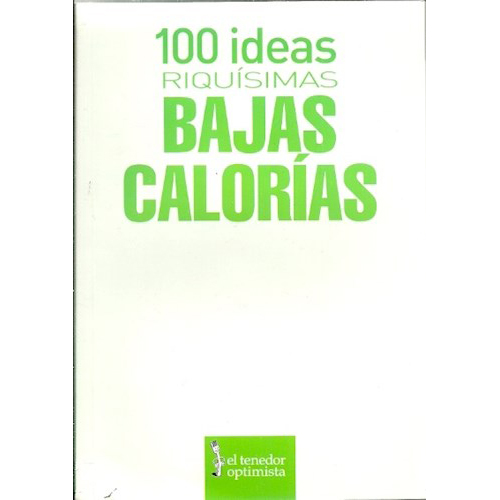 100 ideas
RIQUÍSIMAS
BAJAS
CALORÍAS
el tenedor
optimista